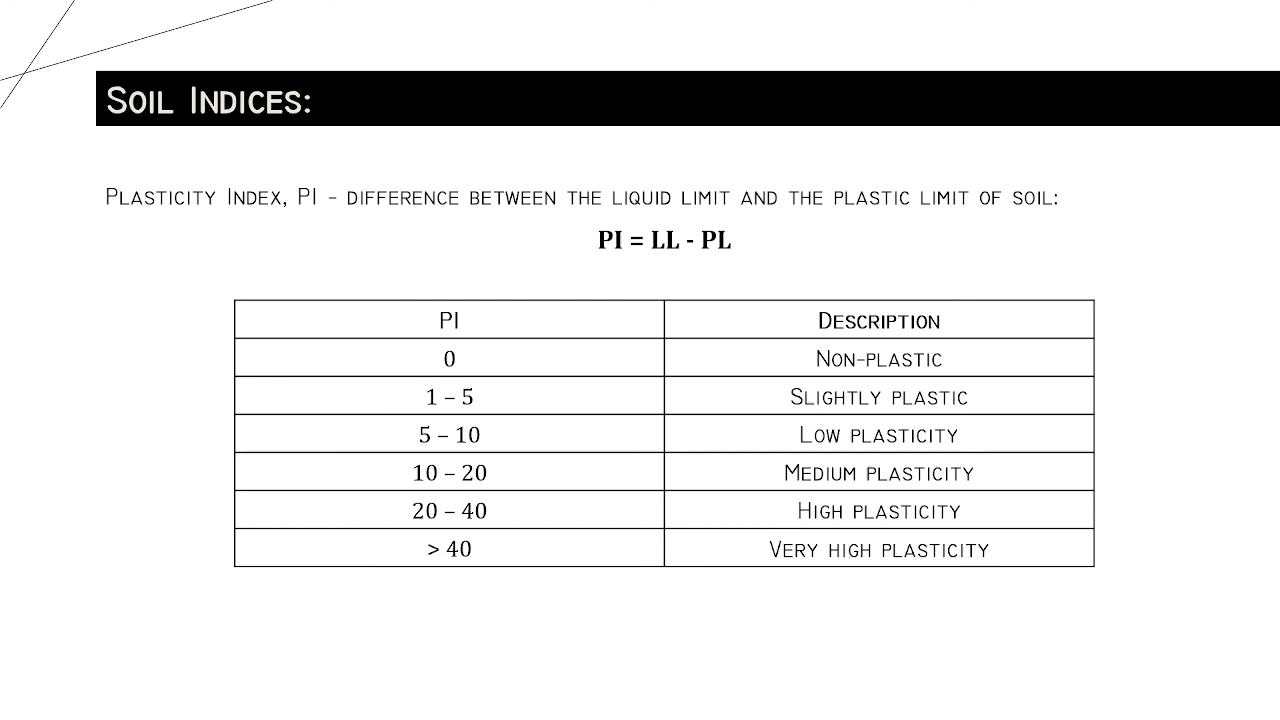 Soil Indices:
Plasticity Index, PI - difference between the liquid limit and the plastic limit of soil:
PI = LL - PL
PI Description
0 Non-plastic
1 – 5 Slightly plastic
5 – 10 Low plasticity
10 – 20 Medium plasticity
20 – 40 High plasticity
> 40 Very high plasticity